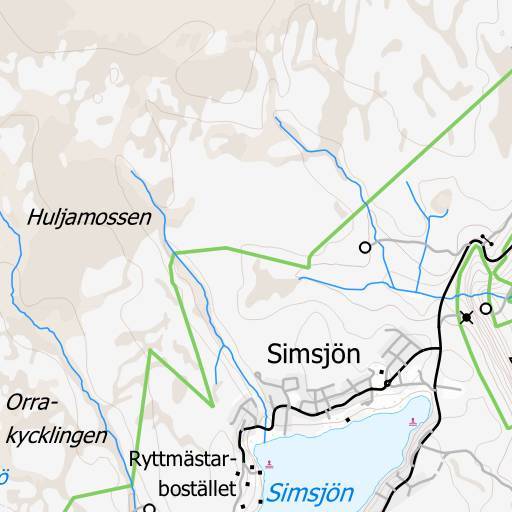 Huljamossen
Simsjön
Orra-
kycklingen
Ryttmästar-
bostället
Simsjön
ö